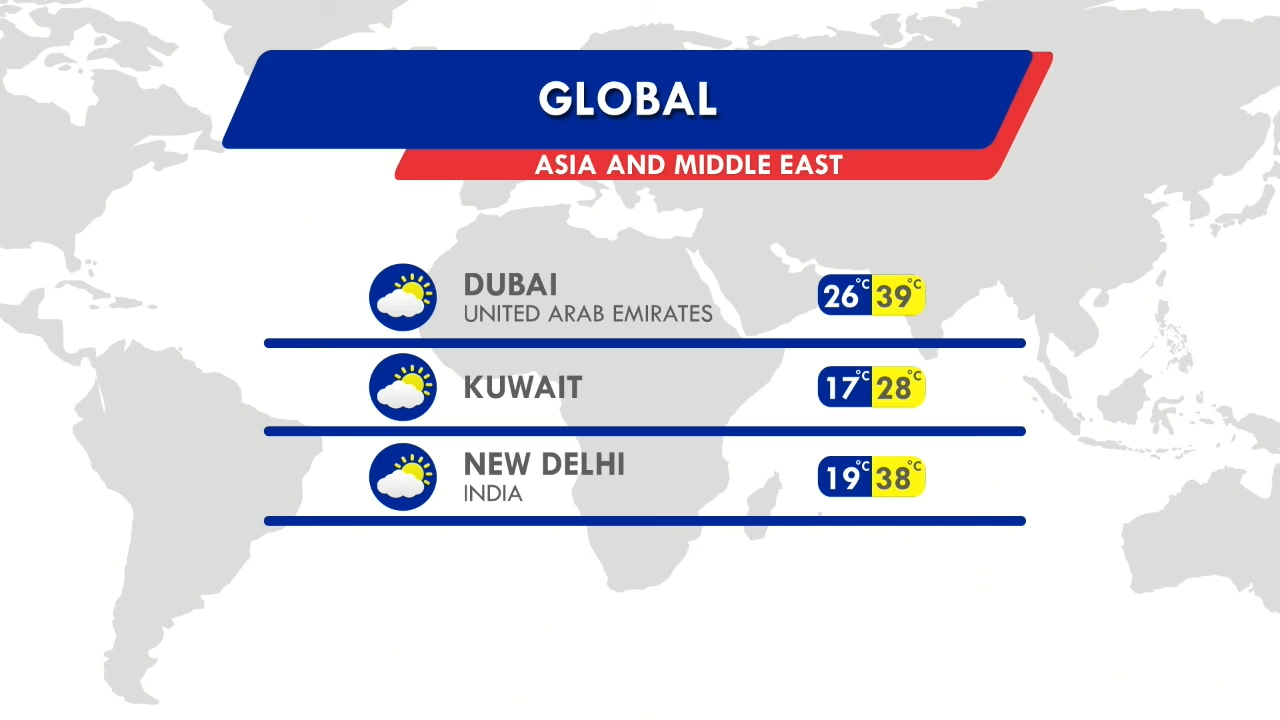 GLOBAL
ASIA AND MIDDLE EAST
DUBAI
UNITED ARAB EMIRATES
26°C 39°C
KUWAIT
17°C 28°C
NEW DELHI
INDIA
19°C 38°C